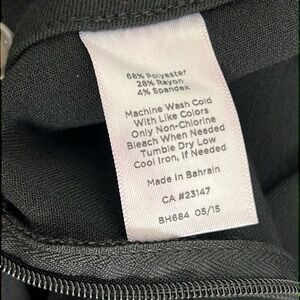 68% Polyester
28% Rayon
4% Spandex
Machine Wash Cold
With Like Colors
Only Non-Chlorine
Bleach When Needed
Tumble Dry Low
Cool Iron, If Needed
Made In Bahrain
CA #23147
BH684 05/15